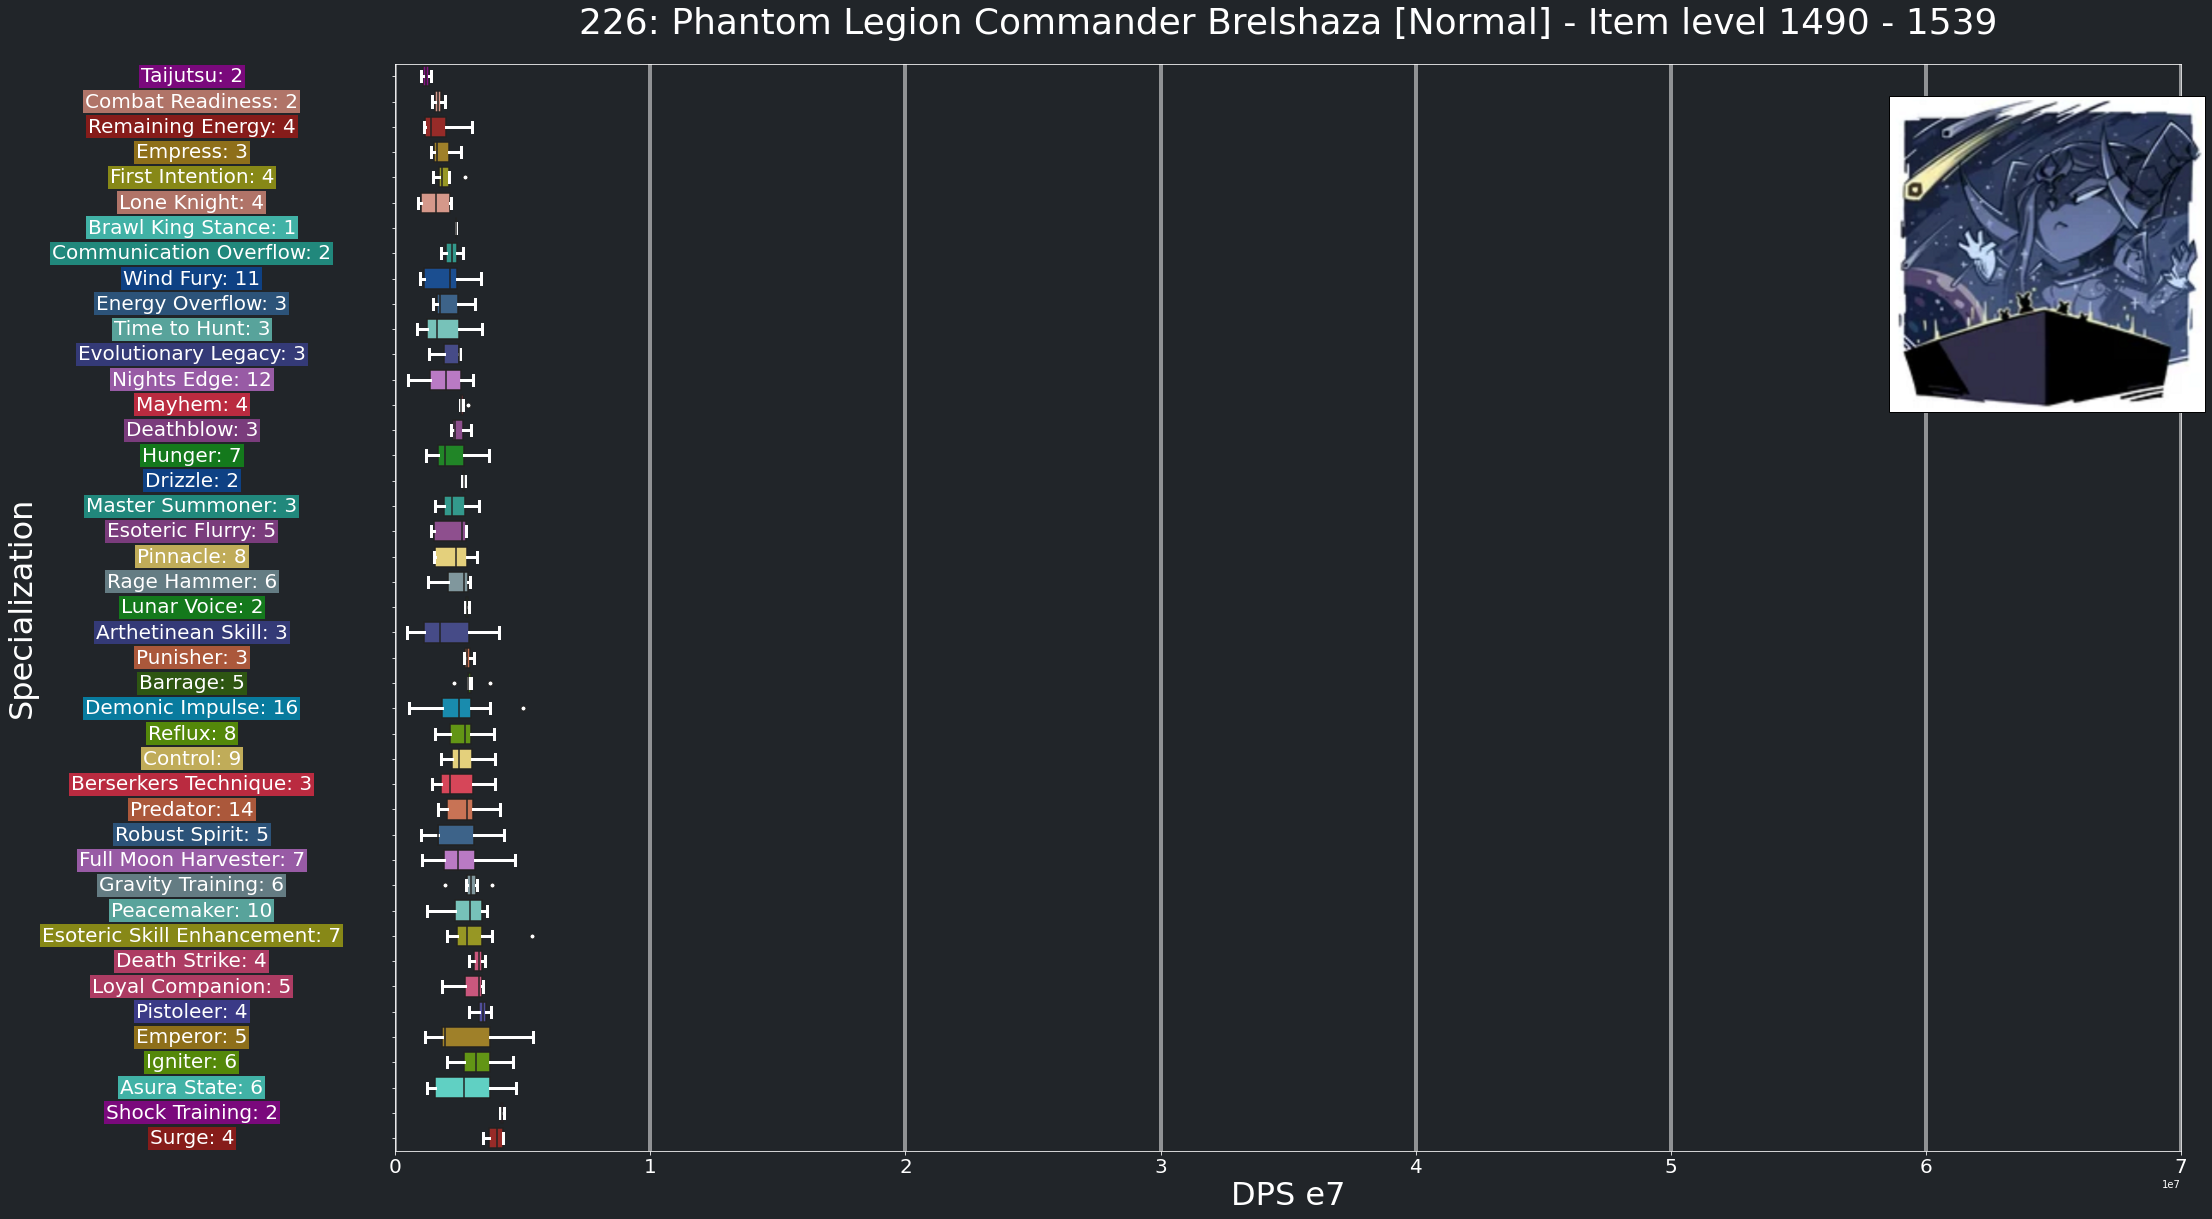 226: Phantom Legion Commander Brelshaza [Normal] - Item level 1490 - 1539
Specialization
Taijutsu: 2
Combat Readiness: 2
Remaining Energy: 4
Empress: 3
First Intention: 4
Lone Knight: 4
Brawl King Stance: 1
Communication Overflow: 2
Wind Fury: 11
Energy Overflow: 3
Time to Hunt: 3
Evolutionary Legacy: 3
Nights Edge: 12
Mayhem: 4
Deathblow: 3
Hunger: 7
Drizzle: 2
Master Summoner: 3
Esoteric Flurry: 5
Pinnacle: 8
Rage Hammer: 6
Lunar Voice: 2
Arthetinean Skill: 3
Punisher: 3
Barrage: 5
Demonic Impulse: 16
Reflux: 8
Control: 9
Berserkers Technique: 3
Predator: 14
Robust Spirit: 5
Full Moon Harvester: 7
Gravity Training: 6
Peacemaker: 10
Esoteric Skill Enhancement: 7
Death Strike: 4
Loyal Companion: 5
Pistoleer: 4
Emperor: 5
Igniter: 6
Asura State: 6
Shock Training: 2
Surge: 4
0 1 2 3 4 5 6 7
1e7
DPS e7